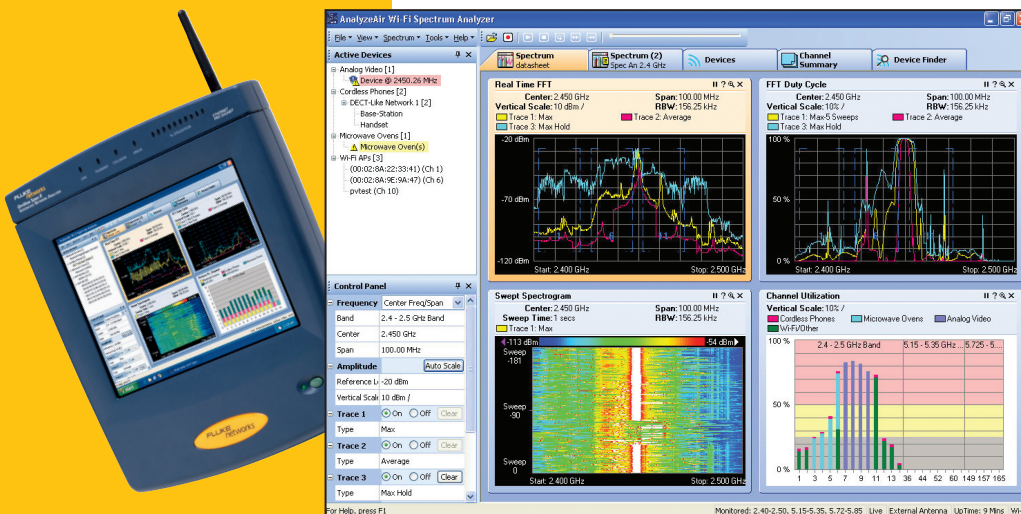 FLUKE networks
FLUKE networks
AnalyzeAir Wi-Fi Spectrum Analyzer
File View Spectrum Tools Help
Active Devices
Analog Video [1]
Device @ 2450.26 MHz
Cordless Phones [2]
DECT-Like Network 1 [2]
Base-Station
Handset
Microwave Ovens [1]
Microwave Oven(s)
Wi-Fi APs [3]
(00:02:8A:22:33:41) (Ch 1)
(00:02:8A:9E:9A:47) (Ch 6)
pvtest (Ch 10)
Control Panel
Frequency Center Freq/Span
Band 2.4 - 2.5 GHz Band
Center 2.450 GHz
Span 100.00 MHz
Amplitude Auto Scale
Reference L -20 dBm
Vertical Scale 10 dBm /
Trace 1 On Off Clear
Type Max
Trace 2 On Off Clear
Type Average
Trace 3 On Off Clear
Type Max Hold
Spectrum datasheet
Spectrum (2) Spec An 2.4 GHz
Devices
Channel Summary
Device Finder
Real Time FFT
Center: 2.450 GHz Span: 100.00 MHz
Vertical Scale: 10 dBm / RBW: 156.25 kHz
Trace 1: Max Trace 2: Average
Trace 3: Max Hold
-20 dBm
-70 dBm
-120 dBm
1 6 11
Start: 2.400 GHz Stop: 2.500 GHz
FFT Duty Cycle
Center: 2.450 GHz Span: 100.00 MHz
Vertical Scale: 10% / RBW: 156.25 kHz
Trace 1: Max-5 Sweeps Trace 2: Average
Trace 3: Max Hold
100 %
50 %
0 %
Start: 2.400 GHz Stop: 2.500 GHz
Swept Spectrogram
Center: 2.450 GHz Span: 100.00 MHz
Sweep Time: 1 secs RBW: 156.25 kHz
Trace 1: Max
-113 dBm -54 dBm
Sweep -181
Sweep -90
Sweep 0
Start: 2.400 GHz Stop: 2.500 GHz
Channel Utilization
Vertical Scale: 10% /
Cordless Phones Microwave Ovens Analog Video
Wi-Fi/Other
100 %
50 %
0 %
2.4 - 2.5 GHz Band 5.15 - 5.35 GHz ... 5.725 - 5....
1 3 5 7 9 11 13 36 44 52 60 149 157 165
For Help, press F1
Monitored: 2.40-2.50, 5.15-5.35, 5.72-5.85 Live External Antenna UpTime: 9 Mins Wi-